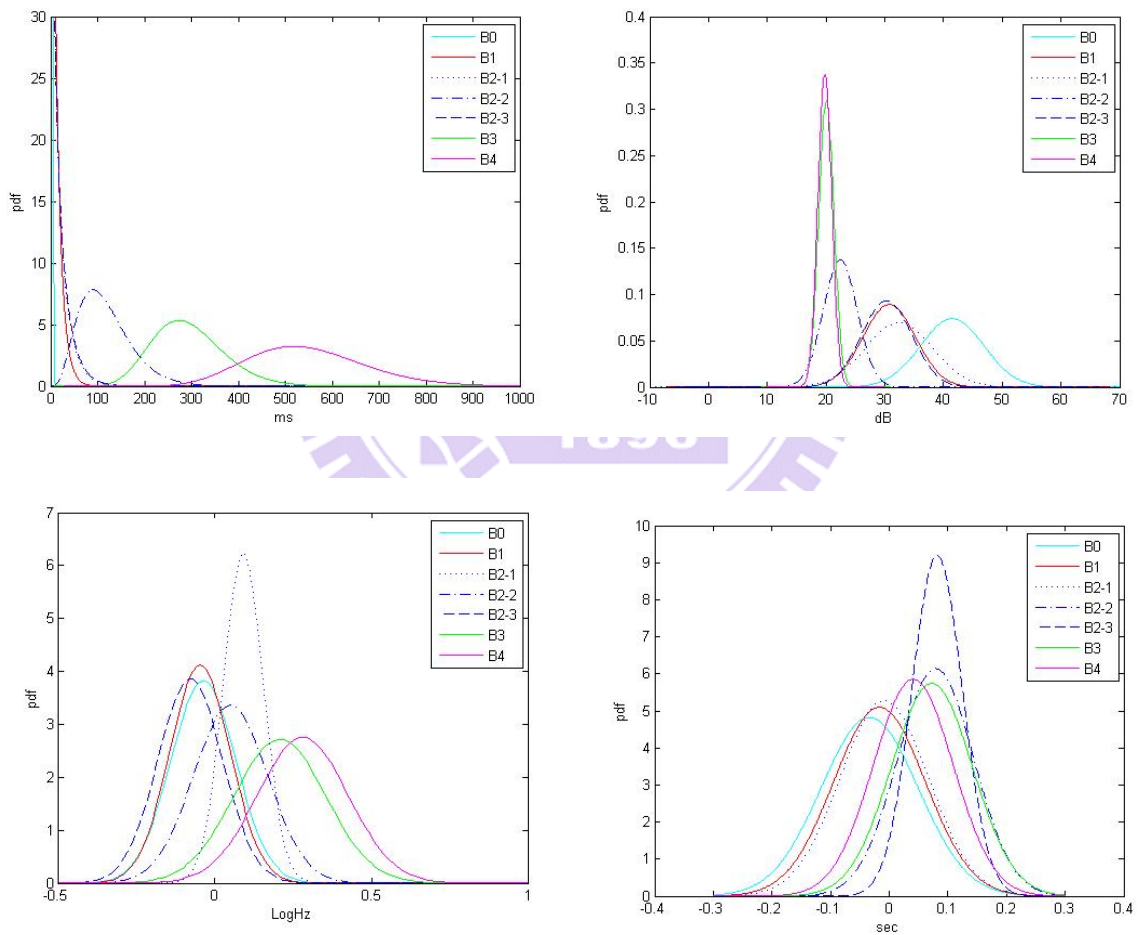 30
25
20
15
10
5
0
pdf
0 100 200 300 400 500 600 700 800 900 1000
ms
B0
B1
B2-1
B2-2
B2-3
B3
B4
0.4
0.35
0.3
0.25
0.2
0.15
0.1
0.05
0
pdf
-10 0 10 20 30 40 50 60 70
dB
B0
B1
B2-1
B2-2
B2-3
B3
B4
1896
7
6
5
4
3
2
1
0
pdf
-0.5 0 0.5 1
LogHz
B0
B1
B2-1
B2-2
B2-3
B3
B4
10
9
8
7
6
5
4
3
2
1
0
pdf
-0.4 -0.3 -0.2 -0.1 0 0.1 0.2 0.3 0.4
sec
B0
B1
B2-1
B2-2
B2-3
B3
B4